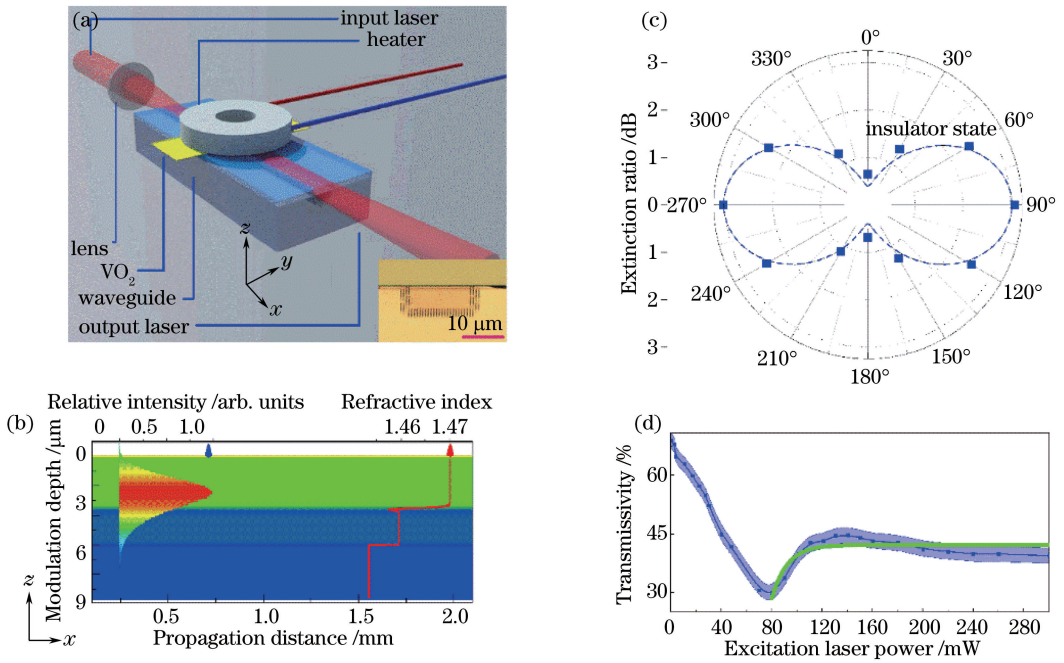 (a)
input laser
heater
lens
VO2
waveguide
output laser
z
y
x
10 μm
(b)
Relative intensity /arb. units
Refractive index
0 0.5 1.0 1.46 1.47
Modulation depth /μm
0
3
6
9
0.5 1.0 1.5 2.0
Propagation distance /mm
z
x
(c)
Extinction ratio /dB
3
2
1
0
1
2
3
0°
30°
60°
90°
120°
150°
180°
210°
240°
270°
300°
330°
insulator state
(d)
Transmissivity /%
60
45
30
0 40 80 120 160 200 240
Excitation laser power /mW